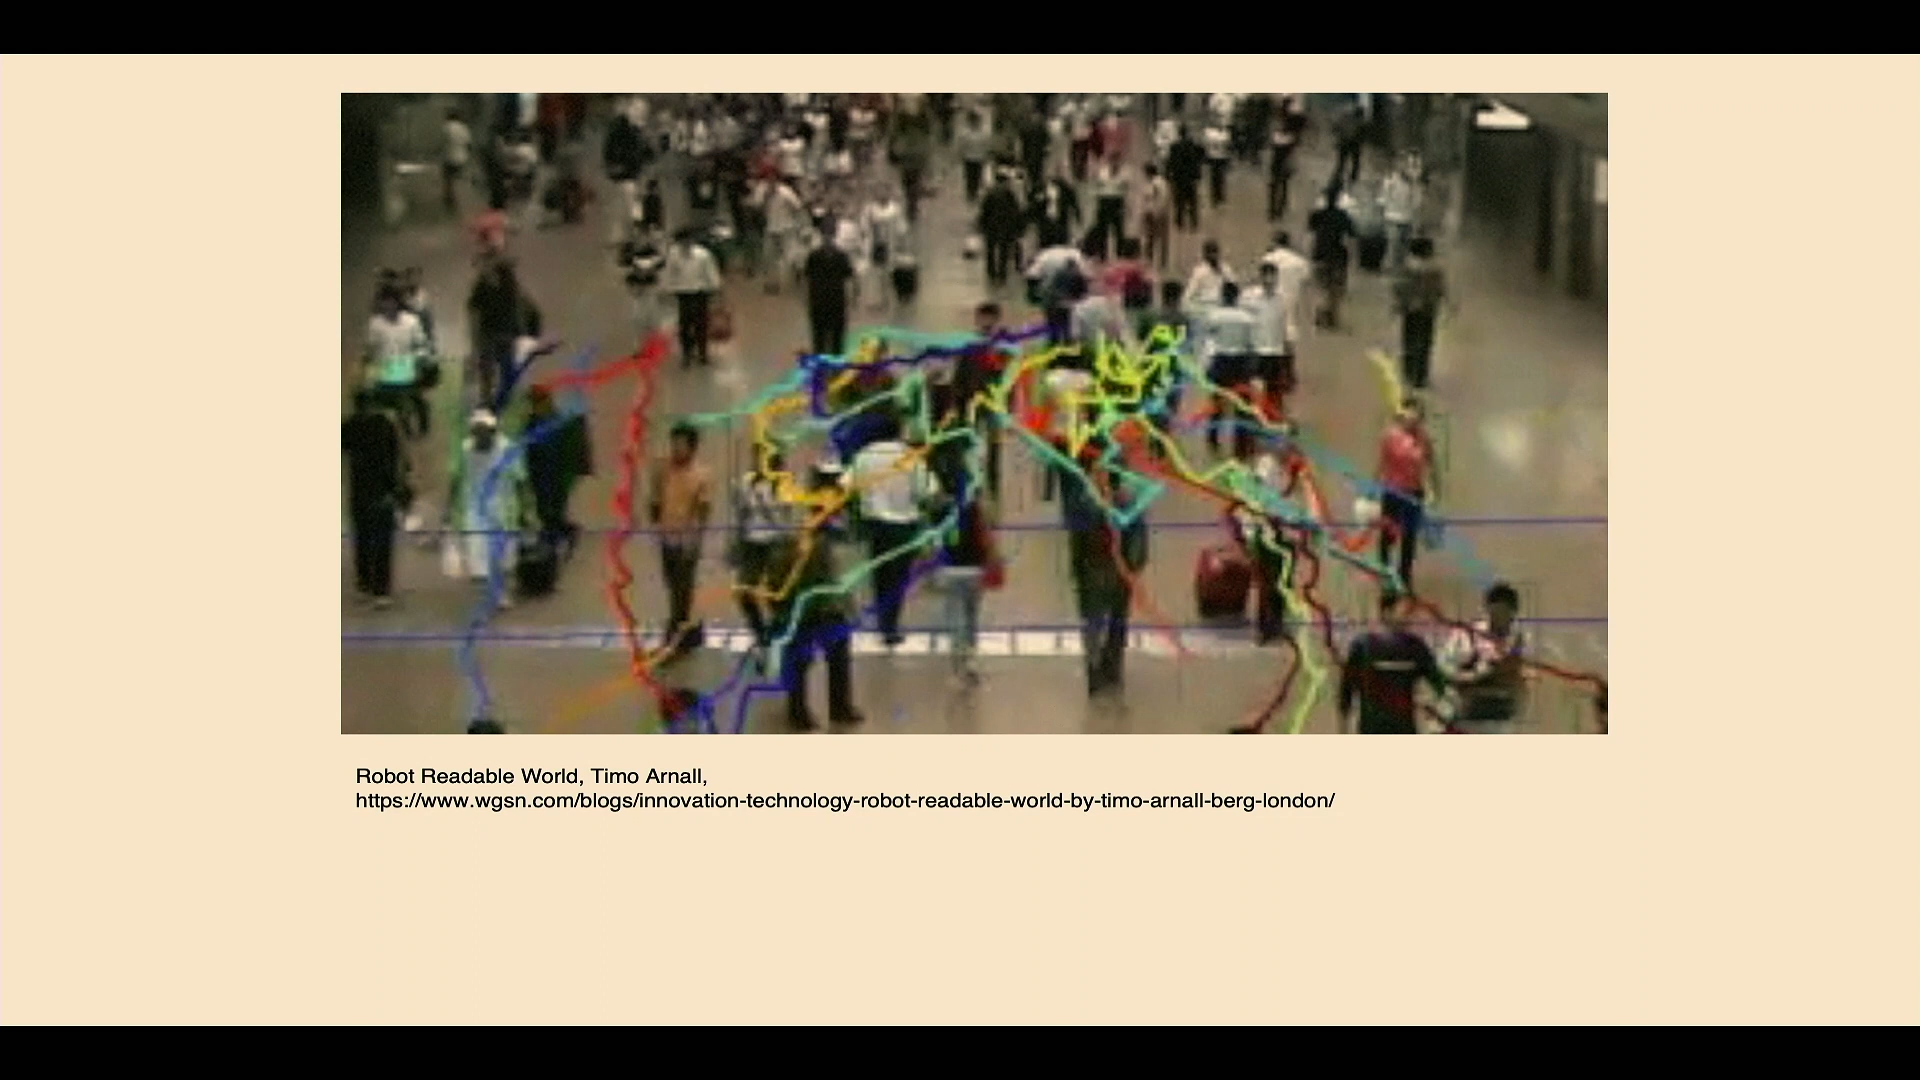 Robot Readable World, Timo Arnall,
https://www.wgsn.com/blogs/innovation-technology-robot-readable-world-by-timo-arnall-berg-london/